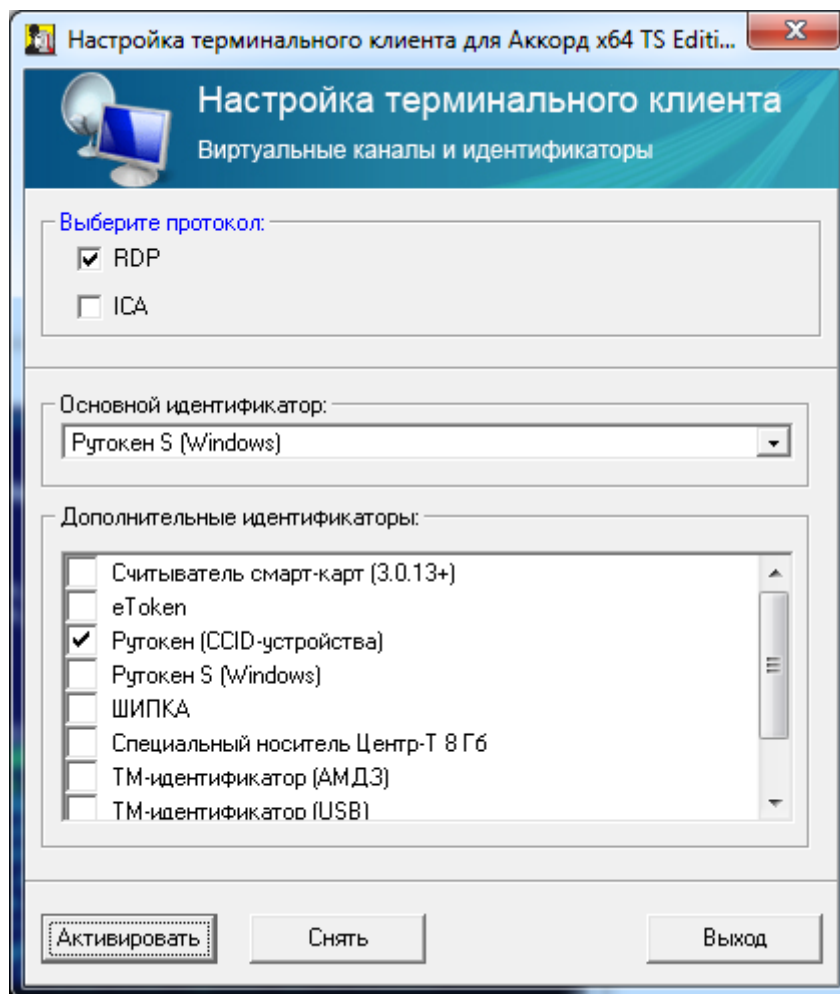 Настройка терминального клиента для Аккорд x64 TS Editi...
Настройка терминального клиента
Виртуальные каналы и идентификаторы
Выберите протокол:
RDP
ICA
Основной идентификатор:
Рутокен S (Windows)
Дополнительные идентификаторы:
Считыватель смарт-карт (3.0.13+)
eToken
Рутокен (CCID-устройства)
Рутокен S (Windows)
ШИПКА
Специальный носитель Центр-Т 8 Гб
ТМ-идентификатор (АМДЗ)
ТМ-идентификатор (USB)
Активировать
Снять
Выход